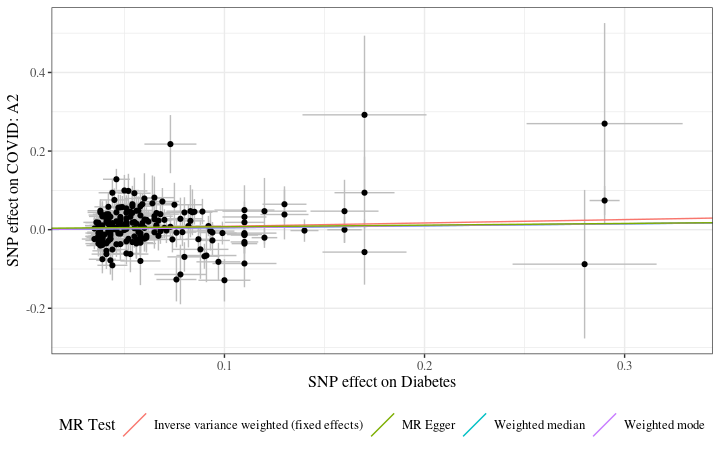 SNP effect on COVID: A2
0.4
0.2
0.0
-0.2
0.1
0.2
0.3
SNP effect on Diabetes
MR Test
Inverse variance weighted (fixed effects)
MR Egger
Weighted median
Weighted mode